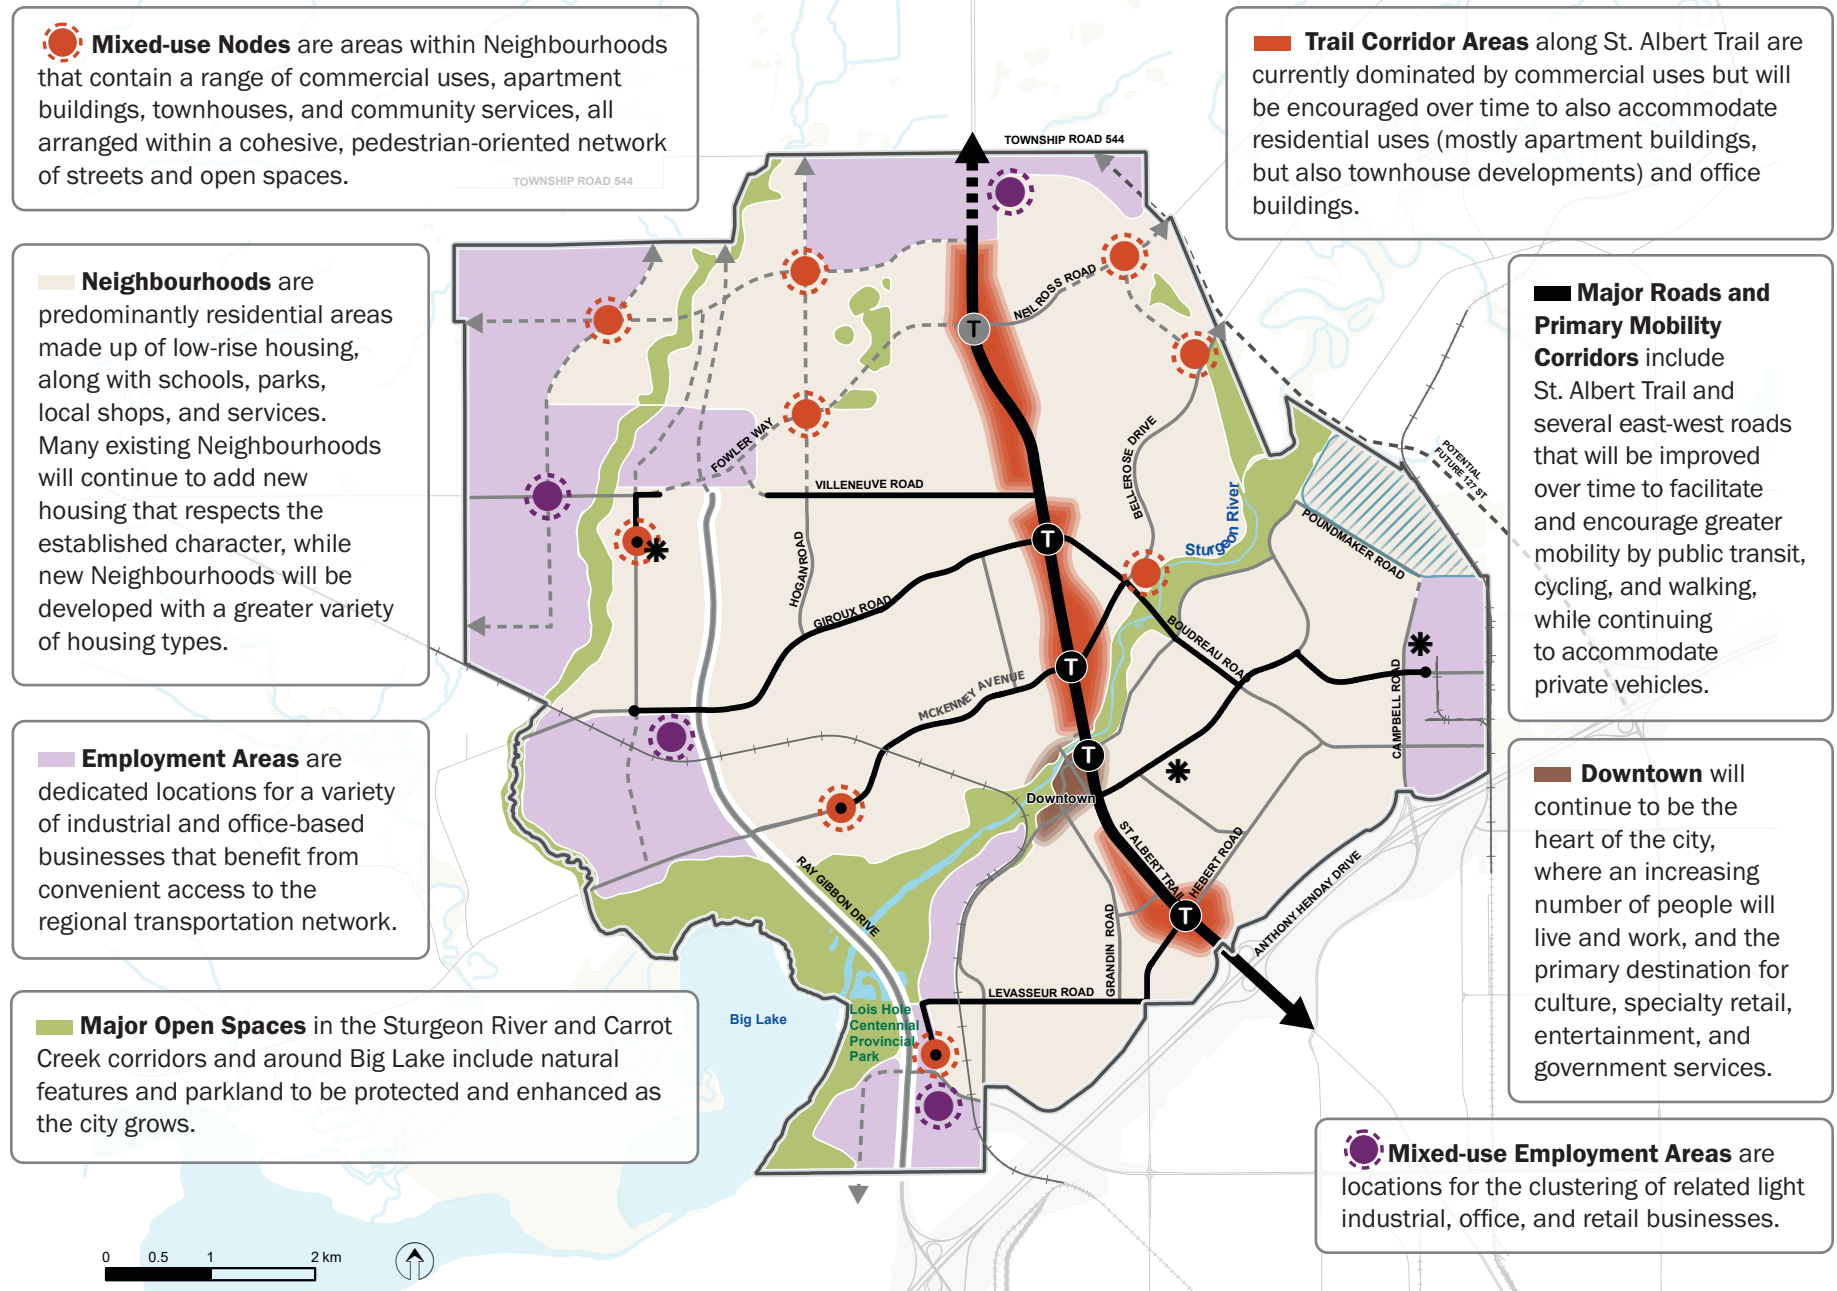 Mixed-use Nodes are areas within Neighbourhoods
that contain a range of commercial uses, apartment
buildings, townhouses, and community services, all
arranged within a cohesive, pedestrian-oriented network
of streets and open spaces.
TOWNSHIP ROAD 544
Trail Corridor Areas along St. Albert Trail are
currently dominated by commercial uses but will
be encouraged over time to also accommodate
residential uses (mostly apartment buildings,
but also townhouse developments) and office
buildings.
TOWNSHIP ROAD 544
Neighbourhoods are
predominantly residential areas
made up of low-rise housing,
along with schools, parks,
local shops, and services.
Many existing Neighbourhoods
will continue to add new
housing that respects the
established character, while
new Neighbourhoods will be
developed with a greater variety
of housing types.
Major Roads and
Primary Mobility
Corridors include
St. Albert Trail and
several east-west roads
that will be improved
over time to facilitate
and encourage greater
mobility by public transit,
cycling, and walking,
while continuing
to accommodate
private vehicles.
NEIL ROSS ROAD
T
FOWLER WAY
VILLENEUVE ROAD
BELLEROSE DRIVE
Sturgeon River
POTENTIAL
FUTURE 127 ST
POUNDMAKER ROAD
T
HOGAN ROAD
GIROUX ROAD
BOUDREAU ROAD
T
MCKENNEY AVENUE
CAMPBELL ROAD
T
Downtown
ST ALBERT TRAIL
HEBERT ROAD
T
RAY GIBBON DRIVE
GRANDIN ROAD
ANTHONY HENDAY DRIVE
LEVASSEUR ROAD
Big Lake
Lois Hole
Centennial
Provincial
Park
Employment Areas are
dedicated locations for a variety
of industrial and office-based
businesses that benefit from
convenient access to the
regional transportation network.
Downtown will
continue to be the
heart of the city,
where an increasing
number of people will
live and work, and the
primary destination for
culture, specialty retail,
entertainment, and
government services.
Major Open Spaces in the Sturgeon River and Carrot
Creek corridors and around Big Lake include natural
features and parkland to be protected and enhanced as
the city grows.
Mixed-use Employment Areas are
locations for the clustering of related light
industrial, office, and retail businesses.
0 0.5 1 2 km